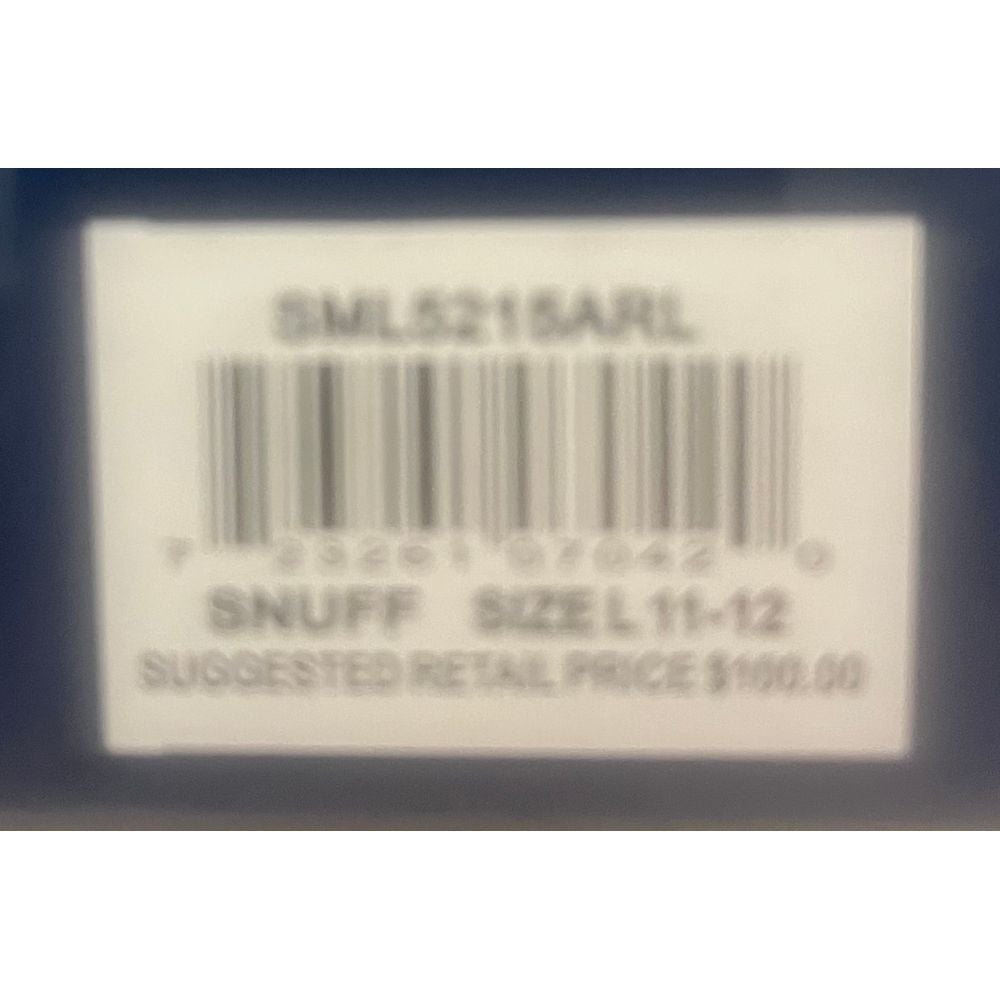 SML5215ARL
SNUFF SIZE L 11-12
SUGGESTED RETAIL PRICE $100.00